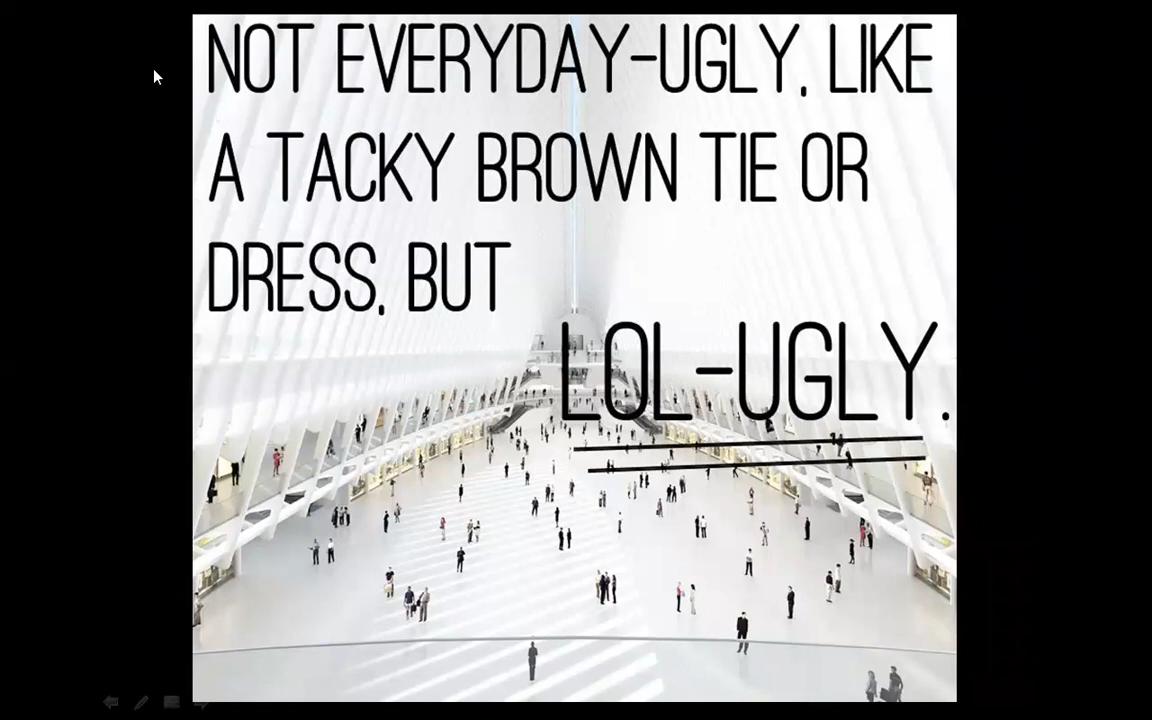 NOT EVERYDAY-UGLY, LIKE
A TACKY BROWN TIE OR
DRESS, BUT
LOL-UGLY.